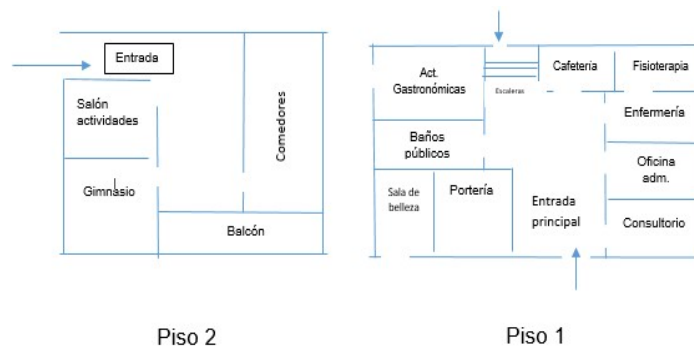 Entrada
Salón
actividades
Gimnasio
Comedores
Balcón
Piso 2
Act.
Gastronómicas
Escaleras
Cafetería
Fisioterapia
Enfermería
Baños
públicos
Oficina
adm.
Sala de
belleza
Portería
Entrada
principal
Consultorio
Piso 1